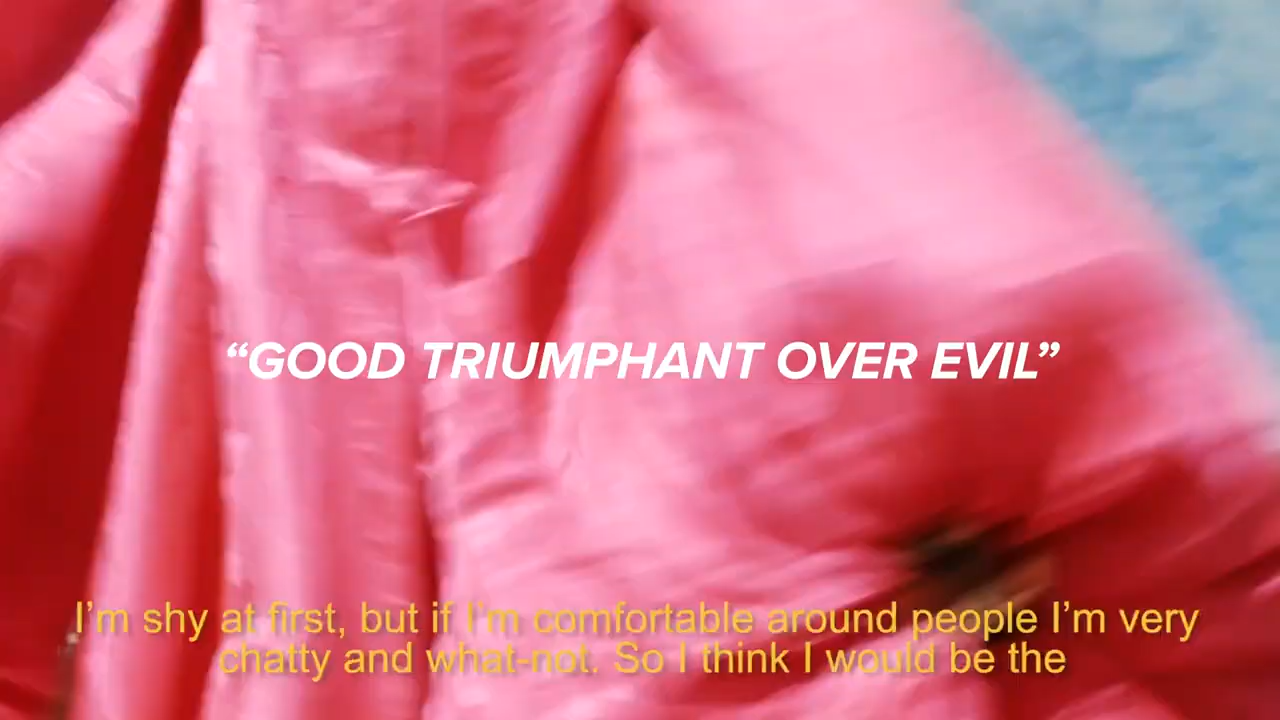 “GOOD TRIUMPHANT OVER EVIL”
I’m shy at first, but if I’m comfortable around people I’m very
chatty and what-not. So I think I would be the